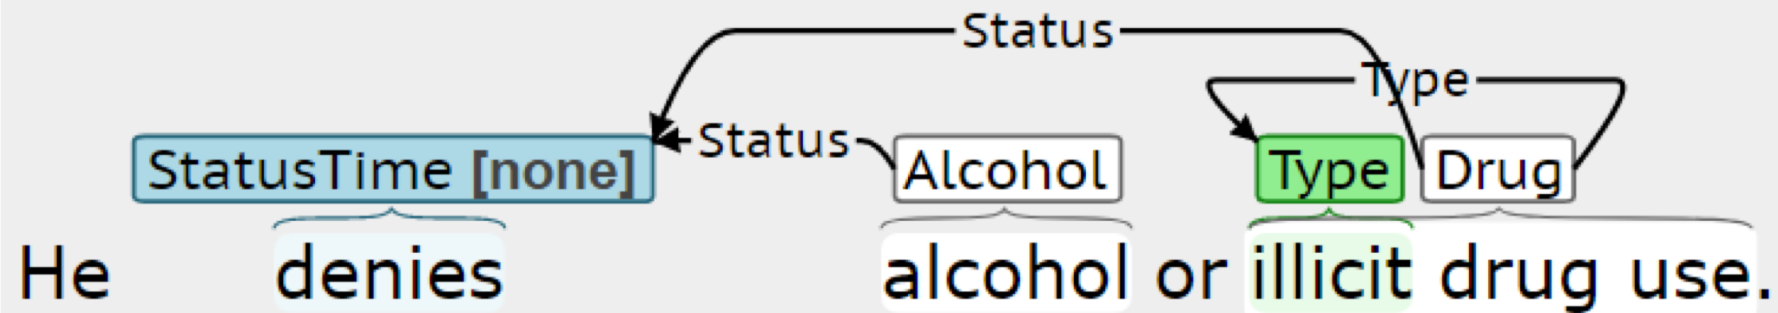 Status
Type
Status
StatusTime [none] Alcohol Type Drug
He denies alcohol or illicit drug use.